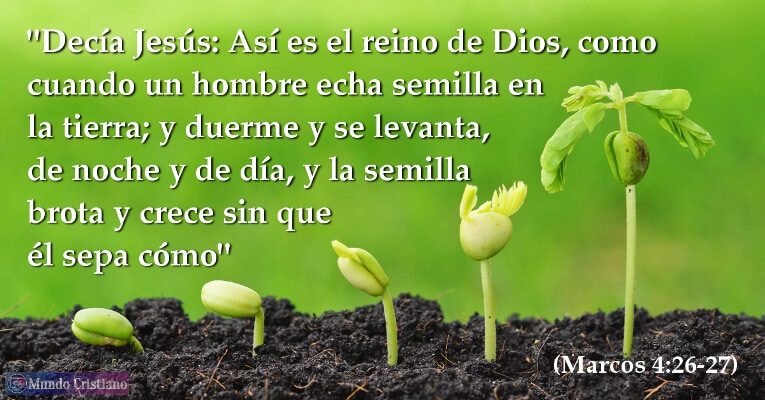 "Decía Jesús: Así es el reino de Dios, como
cuando un hombre echa semilla en
la tierra; y duerme y se levanta,
de noche y de día, y la semilla
brota y crece sin que
él sepa cómo"
(Marcos 4:26-27)
Mundo Cristiano